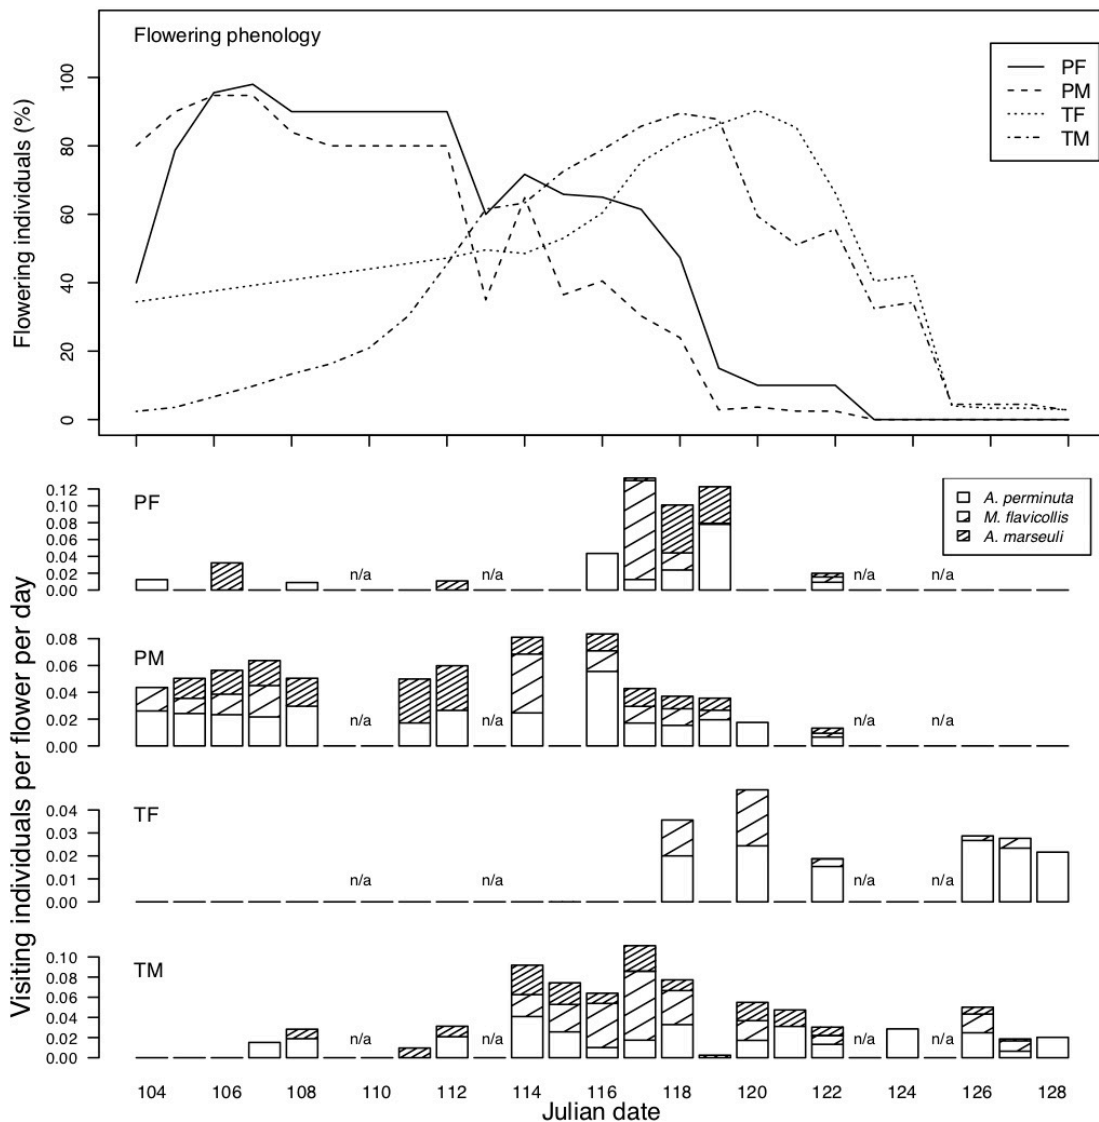 Flowering phenology
PF
PM
TF
TM
Flowering individuals (%)
100
80
60
40
20
0
Visiting individuals per flower per day
PF
A. perminuta
M. flavicollis
A. marseuli
0.12
0.10
0.08
0.06
0.04
0.02
0.00
n/a n/a n/a n/a
PM
0.08
0.06
0.04
0.02
0.00
n/a n/a n/a n/a
TF
0.04
0.03
0.02
0.01
0.00
n/a n/a n/a n/a
TM
0.10
0.08
0.06
0.04
0.02
0.00
n/a n/a n/a n/a
104 106 108 110 112 114 116 118 120 122 124 126 128
Julian date